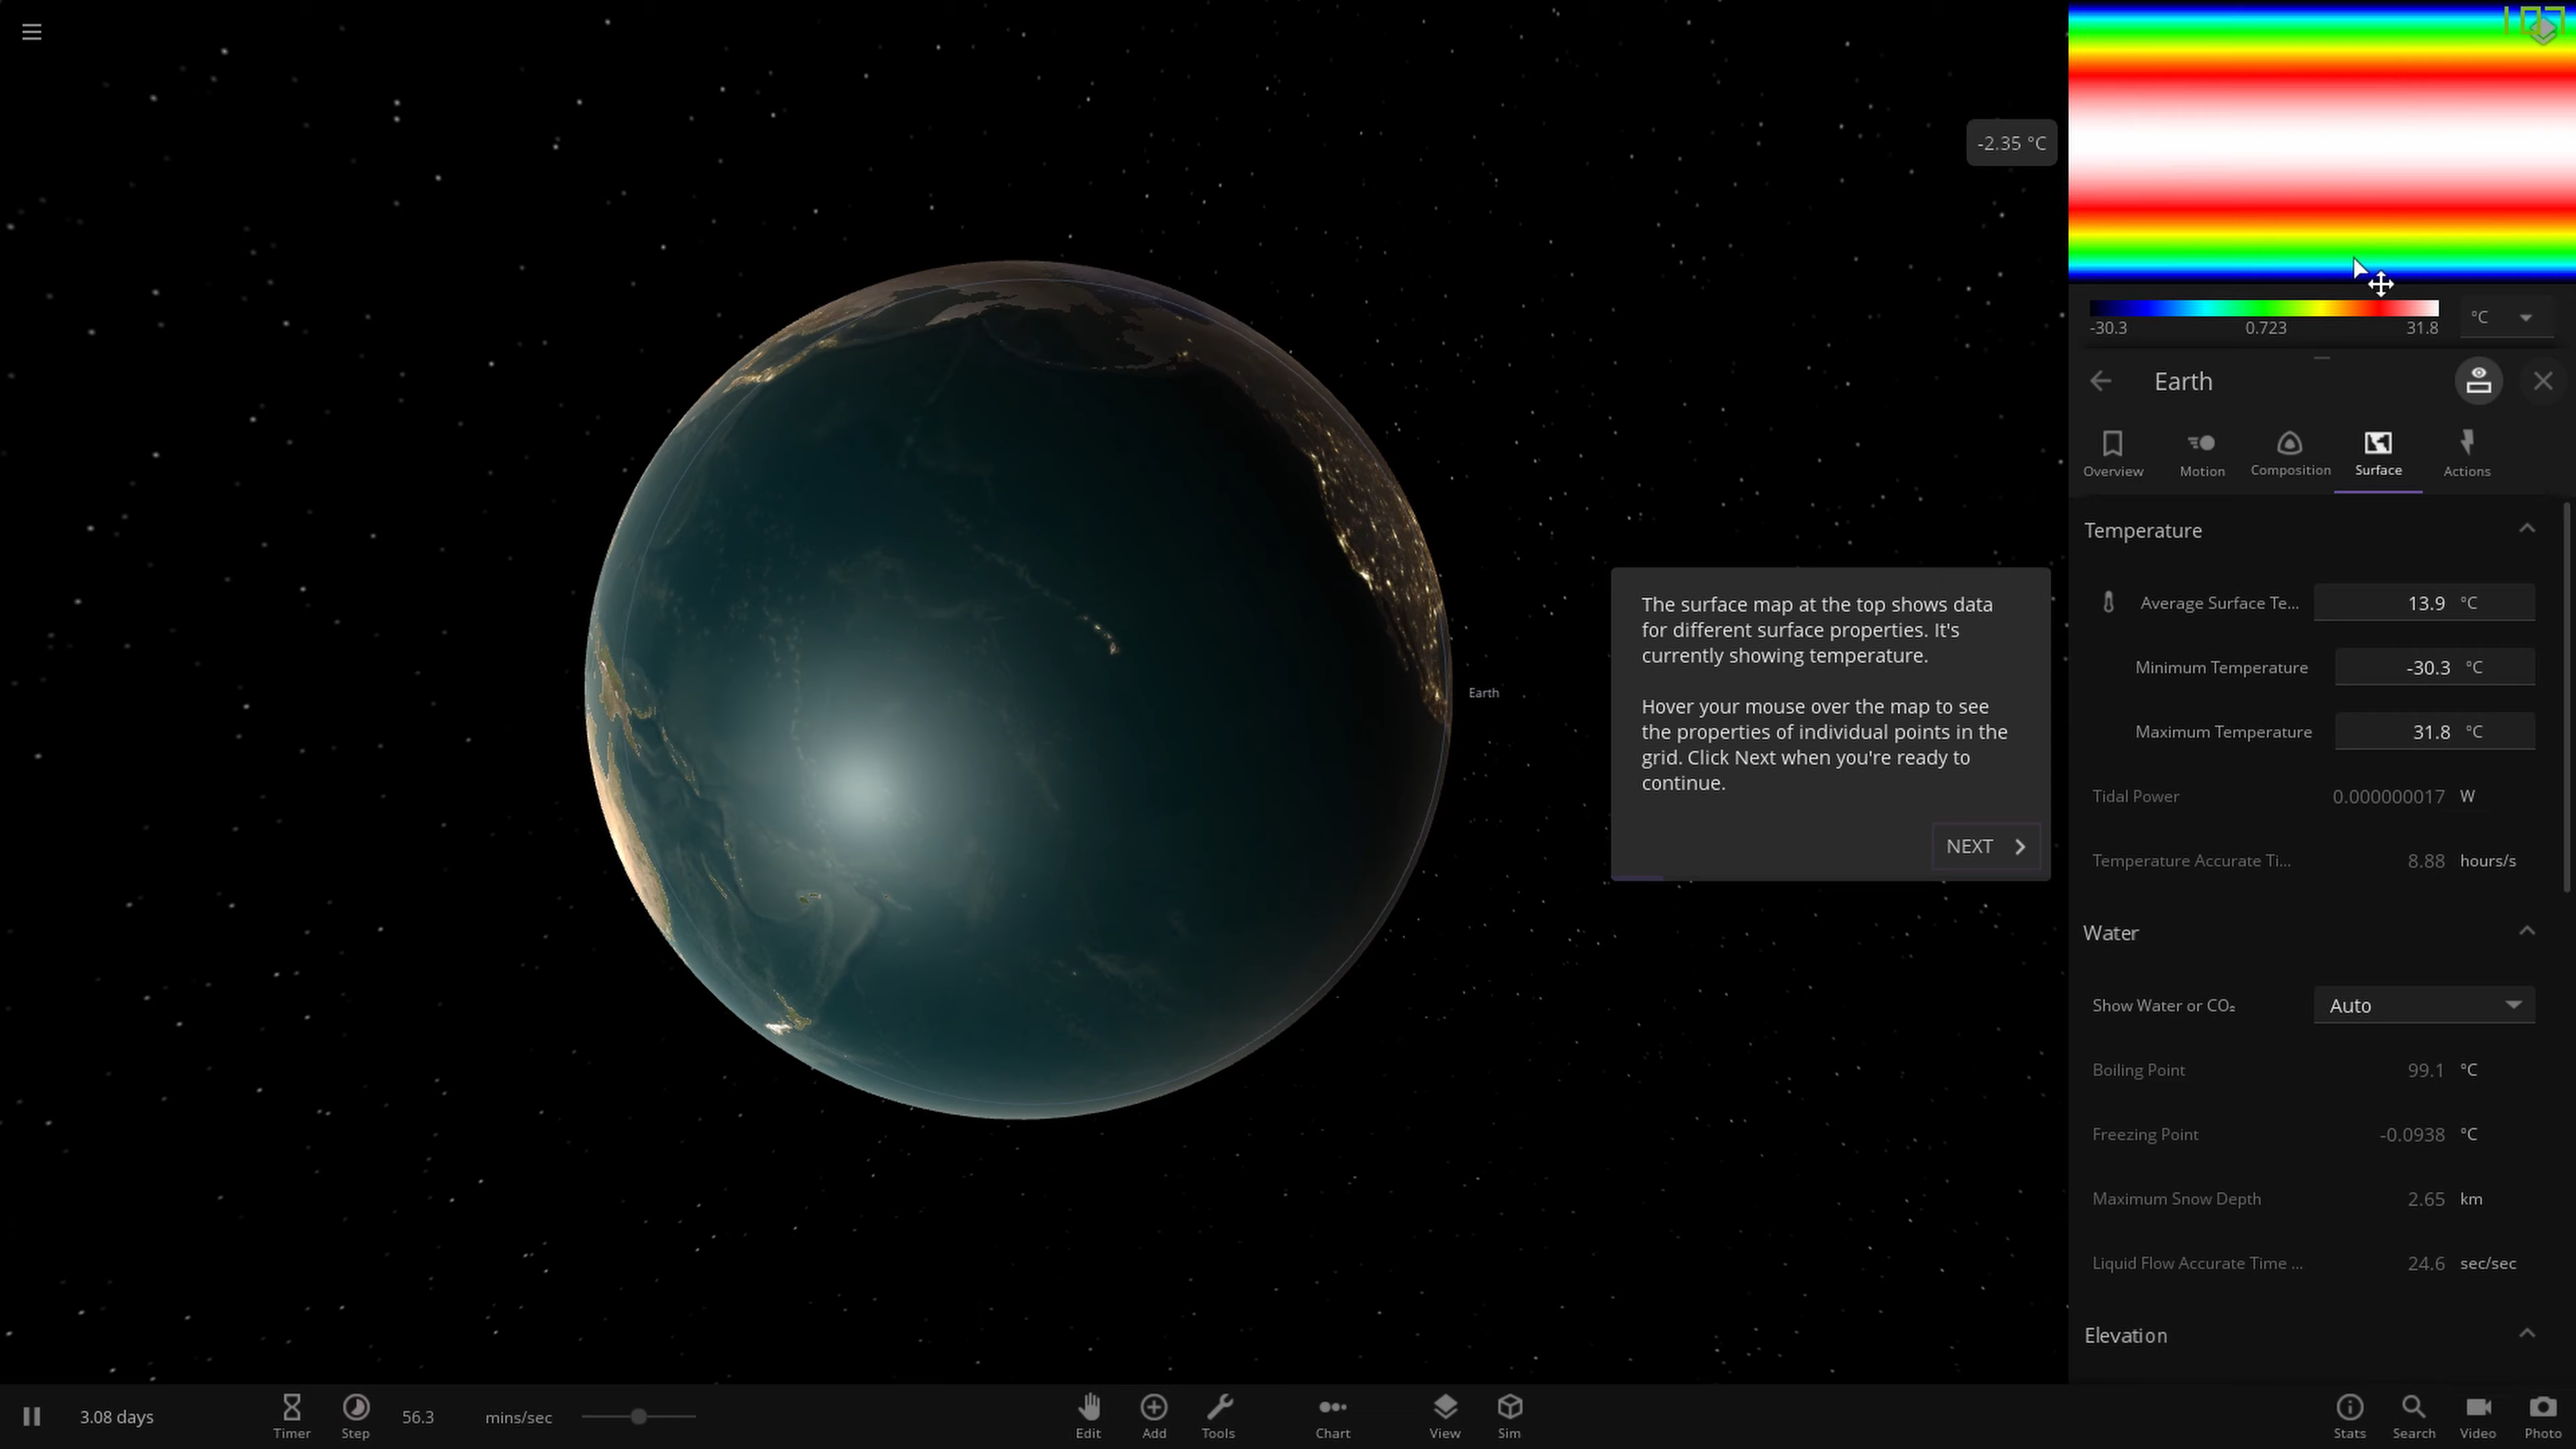 107
-2.35 °C
-30.3 0.723 31.8 °C
Earth
Overview Motion Composition Surface Actions
Temperature
Average Surface Te... 13.9 °C
Minimum Temperature -30.3 °C
Maximum Temperature 31.8 °C
Tidal Power 0.000000017 W
Temperature Accurate Ti... 8.88 hours/s
Water
Show Water or CO₂ Auto
Boiling Point 99.1 °C
Freezing Point -0.0938 °C
Maximum Snow Depth 2.65 km
Liquid Flow Accurate Time ... 24.6 sec/sec
Elevation
Earth
The surface map at the top shows data
for different surface properties. It's
currently showing temperature.
Hover your mouse over the map to see
the properties of individual points in the
grid. Click Next when you're ready to
continue.
NEXT
3.08 days Timer Step 56.3 mins/sec Edit Add Tools Chart View Sim Stats Search Video Photo